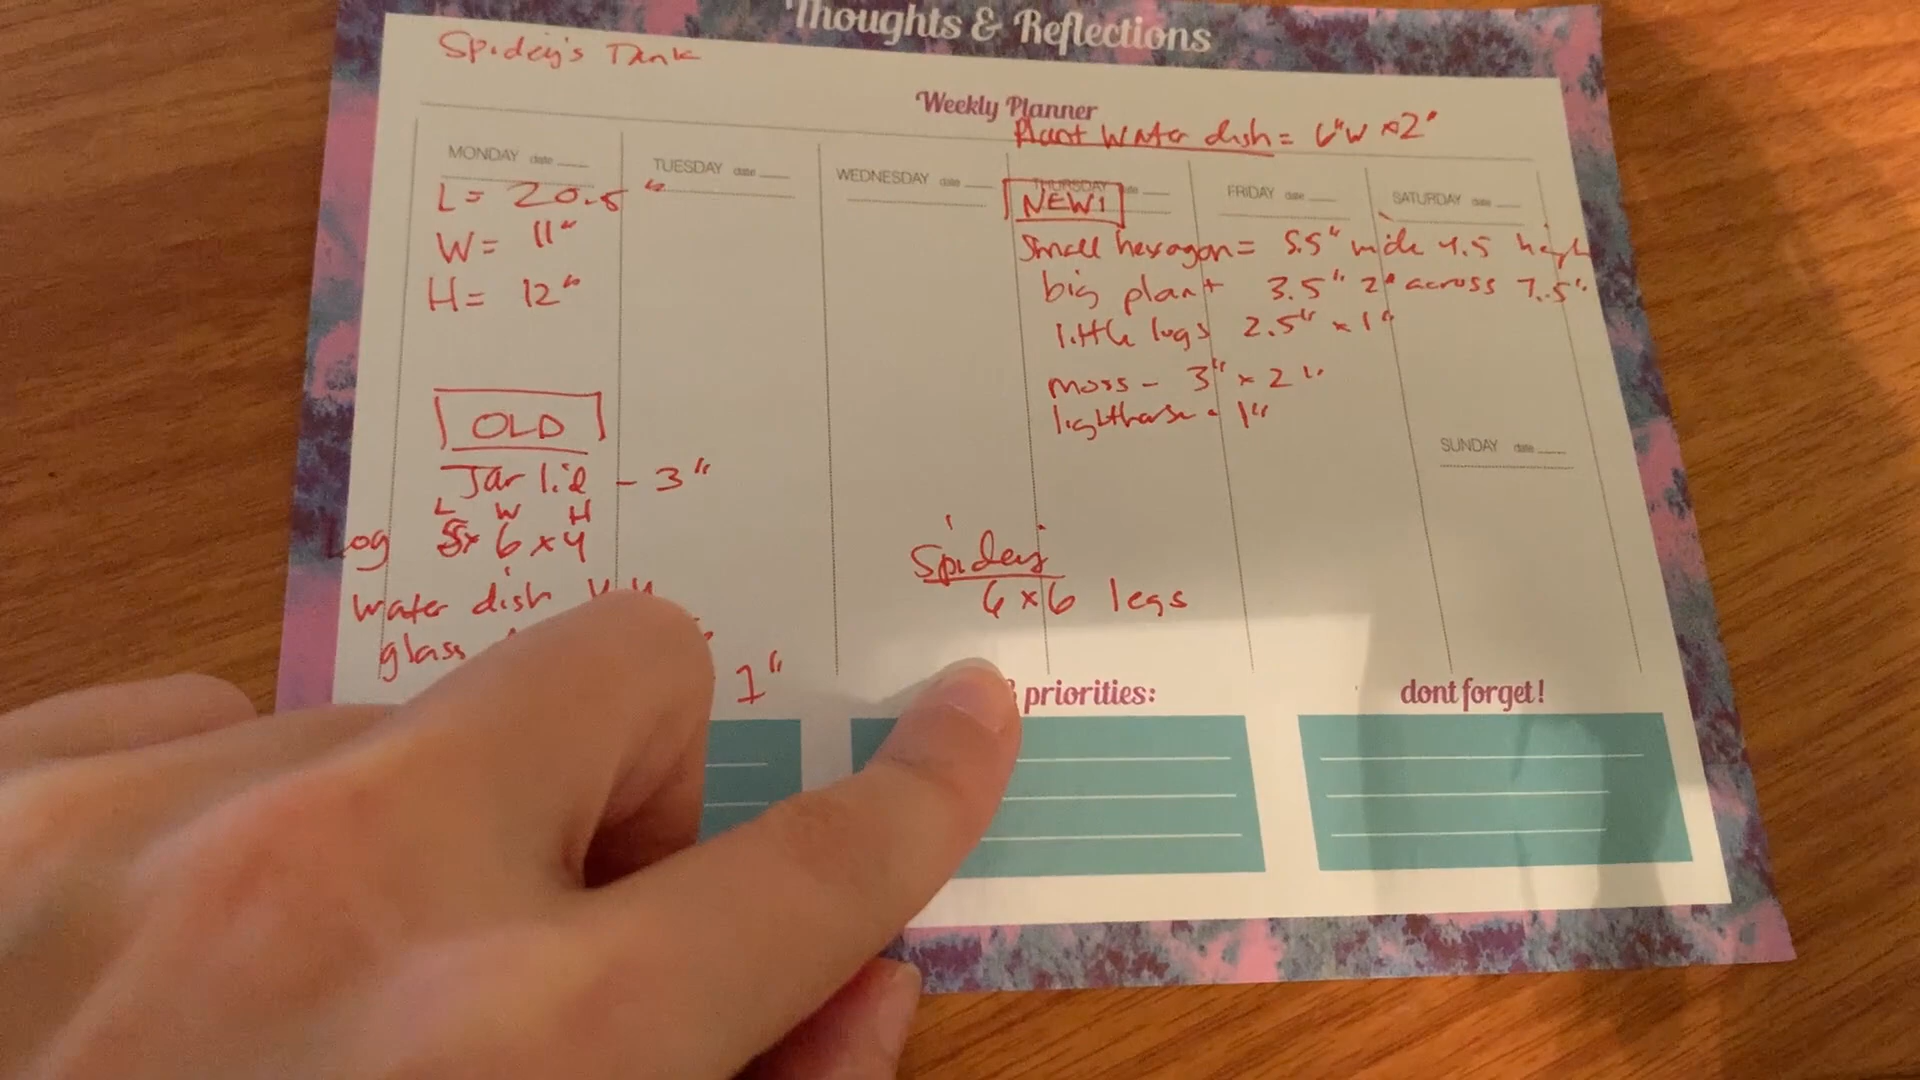 Thoughts & Reflections
Spidey's Tank
Weekly Planner
Plant Water dish = 6"W x 2"
MONDAY date
TUESDAY date
WEDNESDAY date
THURSDAY date
FRIDAY date
SATURDAY date
L = 20.5"
W = 11"
H = 12"
NEW!
Small hexagon = 5.5" wide 4.5 high
big plant 3.5" 2" across 7.5"
little logs 2.5" x 1"
moss - 3" x 2"
lighthouse - 1"
SUNDAY date
OLD
Jar lid - 3"
L W H
Log 5x 6 x 4
water dish
glass
1"
Spidey
6 x 6 legs
priorities:
dont forget!